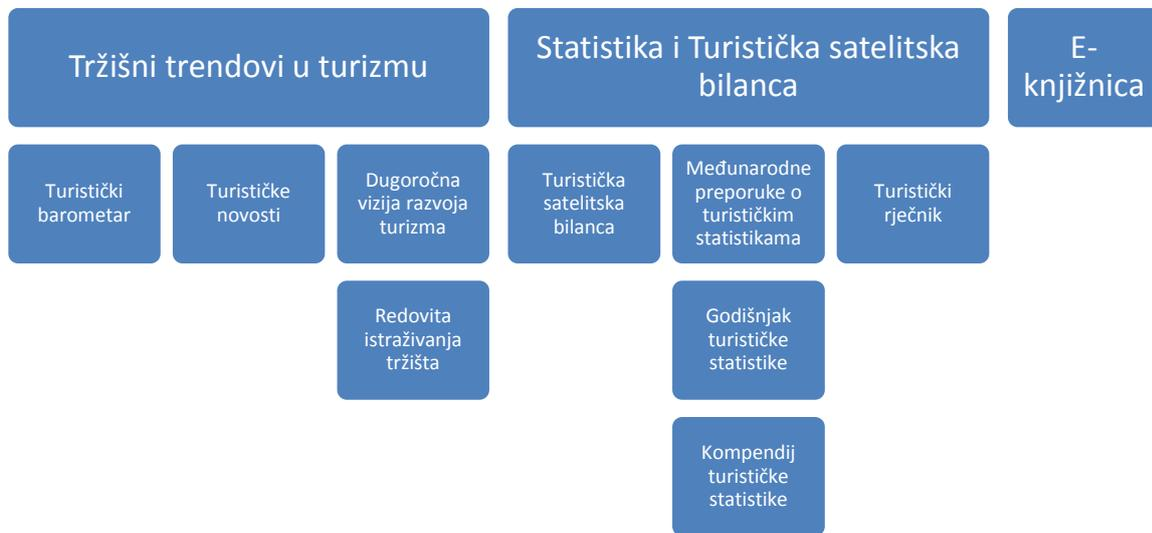 Tržišni trendovi u turizmu
Statistika i Turistička satelitska
bilanca
E-
knjižnica
Turistički
barometar
Turističke
novosti
Dugoročna
vizija razvoja
turizma
Turistička
satelitska
bilanca
Međunarodne
preporuke o
turističkim
statistikama
Turistički
rječnik
Redovita
istraživanja
tržišta
Godišnjak
turističke
statistike
Kompendij
turističke
statistike